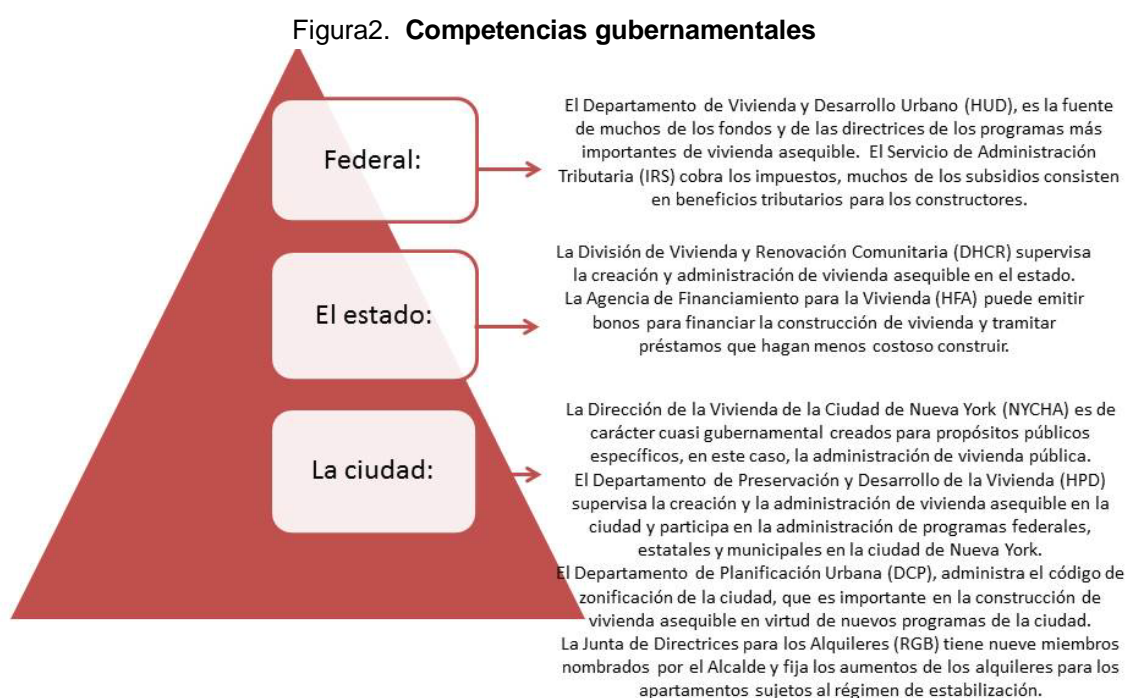 Figura2. Competencias gubernamentales
Federal:
El Departamento de Vivienda y Desarrollo Urbano (HUD), es la fuente
de muchos de los fondos y de las directrices de los programas más
importantes de vivienda asequible. El Servicio de Administración
Tributaria (IRS) cobra los impuestos, muchos de los subsidios consisten
en beneficios tributarios para los constructores.
El estado:
La División de Vivienda y Renovación Comunitaria (DHCR) supervisa
la creación y administración de vivienda asequible en el estado.
La Agencia de Financiamiento para la Vivienda (HFA) puede emitir
bonos para financiar la construcción de vivienda y tramitar
préstamos que hagan menos costoso construir.
La ciudad:
La Dirección de la Vivienda de la Ciudad de Nueva York (NYCHA) es de
carácter cuasi gubernamental creados para propósitos públicos
específicos, en este caso, la administración de vivienda pública.
El Departamento de Preservación y Desarrollo de la Vivienda (HPD)
supervisa la creación y la administración de vivienda asequible en la
ciudad y participa en la administración de programas federales,
estatales y municipales en la ciudad de Nueva York.
El Departamento de Planificación Urbana (DCP), administra el código de
zonificación de la ciudad, que es importante en la construcción de
vivienda asequible en virtud de nuevos programas de la ciudad.
La Junta de Directrices para los Alquileres (RGB) tiene nueve miembros
nombrados por el Alcalde y fija los aumentos de los alquileres para los
apartamentos sujetos al régimen de estabilización.